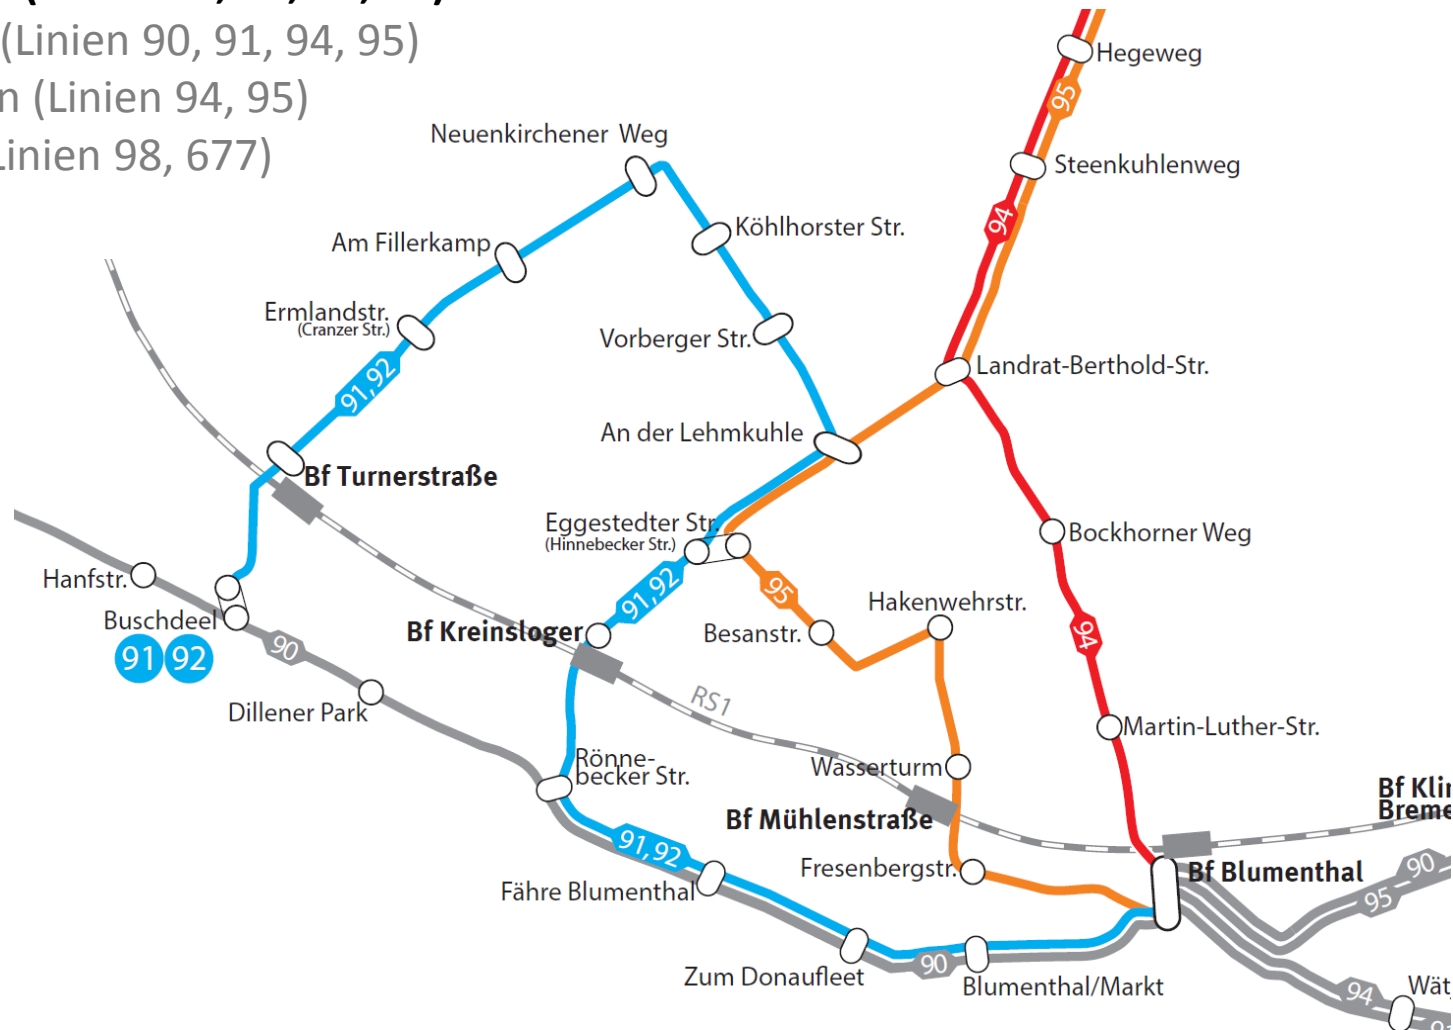 (Linien 90, 91, 94, 95)
n (Linien 94, 95)
Linien 98, 677)
Hegeweg
95
Neuenkirchener Weg
Steenkuhlenweg
94
Köhlhorster Str.
Am Fillerkamp
Ermlandstr.
(Cranzer Str.)
Vorberger Str.
91, 92
Landrat-Berthold-Str.
An der Lehmkuhle
Bf Turnerstraße
Eggestedter Str.
(Hinnebecker Str.)
Bockhorner Weg
Hanfstr.
91, 92
95
Hakenwehrstr.
Buschdeel
91 92
90
Bf Kreinsloger
Besanstr.
94
Dillener Park
RS1
Martin-Luther-Str.
Rönne-
becker Str.
Wasserturm
Bf Mühlenstraße
Bf Klin
Breme
91, 92
Fresenbergstr.
Bf Blumenthal
90
95
Fähre Blumenthal
Zum Donaufleet
90
Blumenthal/Markt
94
Wät